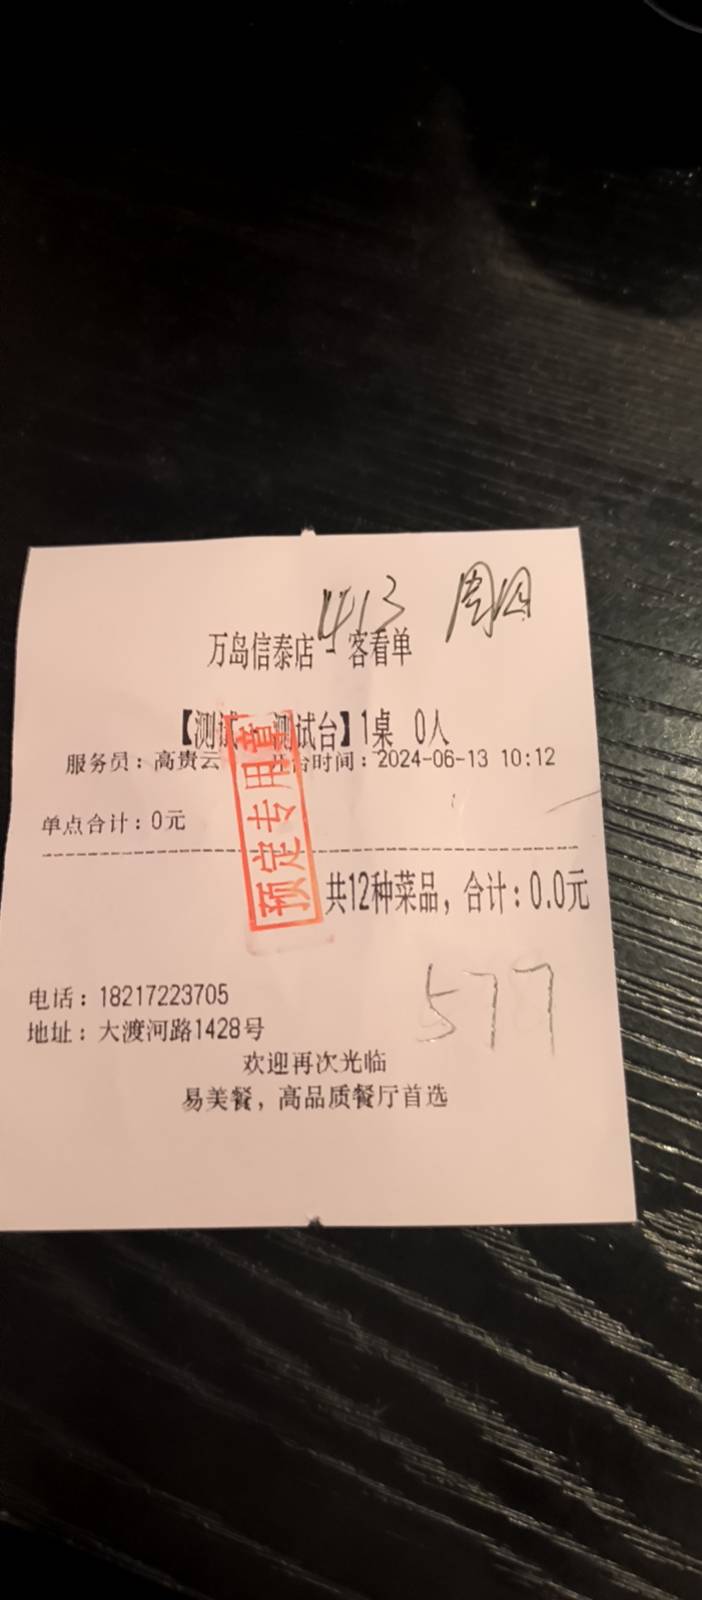 413 周四
万岛信泰店 - 客看单
【测试 - 测试台】1桌 0人
服务员：高贵云 开台时间：2024-06-13 10:12
单点合计：0元
预定专用章
共12种菜品，合计：0.0元
577
电话：18217223705
地址：大渡河路1428号
欢迎再次光临
易美餐，高品质餐厅首选